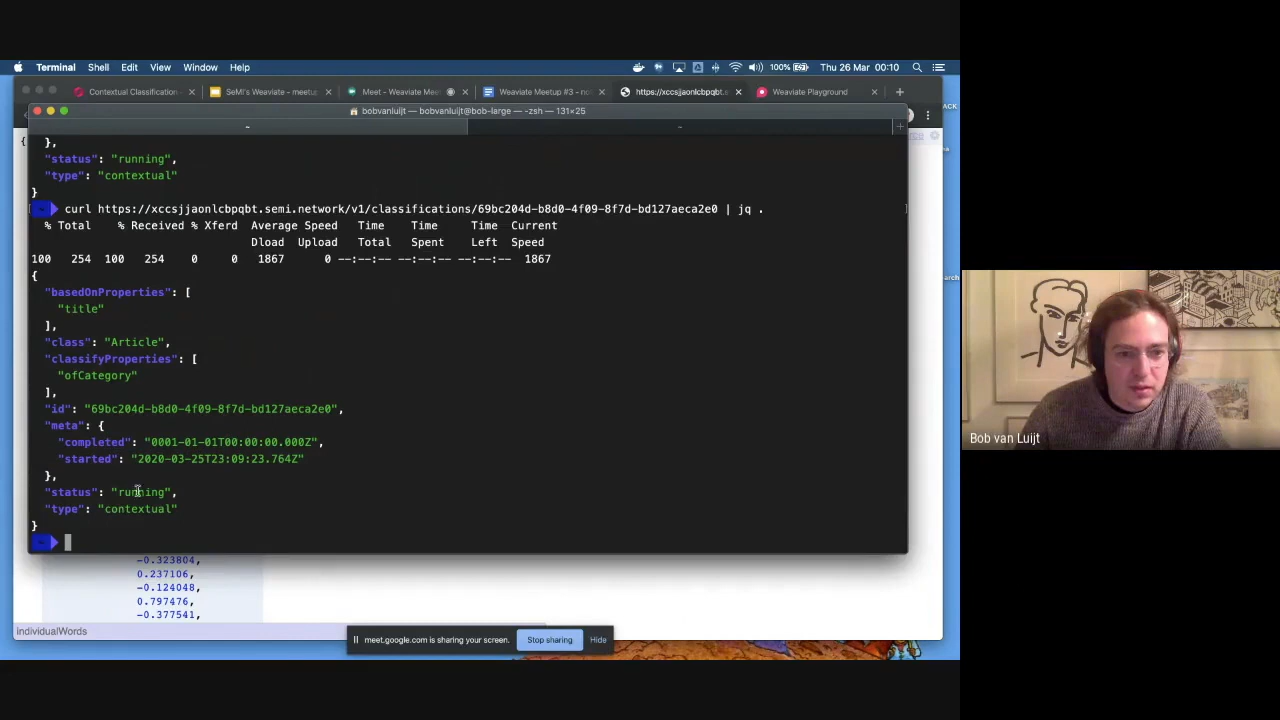 Terminal Shell Edit View Window Help 100% Thu 26 Mar 00:10
Contextual Classification - SeMI's Weaviate - meetup Meet - Weaviate Mee Weaviate Meetup #3 - no https://xccsjjaonlcbpqbt.s Weaviate Playground
bobvanluijt — bobvanluijt@bob-large — -zsh — 131×25
~ ~
{
},
"status": "running",
"type": "contextual"
}
~ curl https://xccsjjaonlcbpqbt.semi.network/v1/classifications/69bc204d-b8d0-4f09-8f7d-bd127aeca2e0 | jq .
% Total % Received % Xferd Average Speed Time Time Time Current
Dload Upload Total Spent Left Speed
100 254 100 254 0 0 1867 0 --:--:-- --:--:-- --:--:-- 1867
{
"basedOnProperties": [
"title"
],
"class": "Article",
"classifyProperties": [
"ofCategory"
],
"id": "69bc204d-b8d0-4f09-8f7d-bd127aeca2e0",
"meta": {
"completed": "0001-01-01T00:00:00.000Z",
"started": "2020-03-25T23:09:23.764Z"
},
"status": "running",
"type": "contextual"
}
~
-0.323804,
0.237106,
-0.124048,
0.797476,
-0.377541,
individualWords
meet.google.com is sharing your screen. Stop sharing Hide
Bob van Luijt